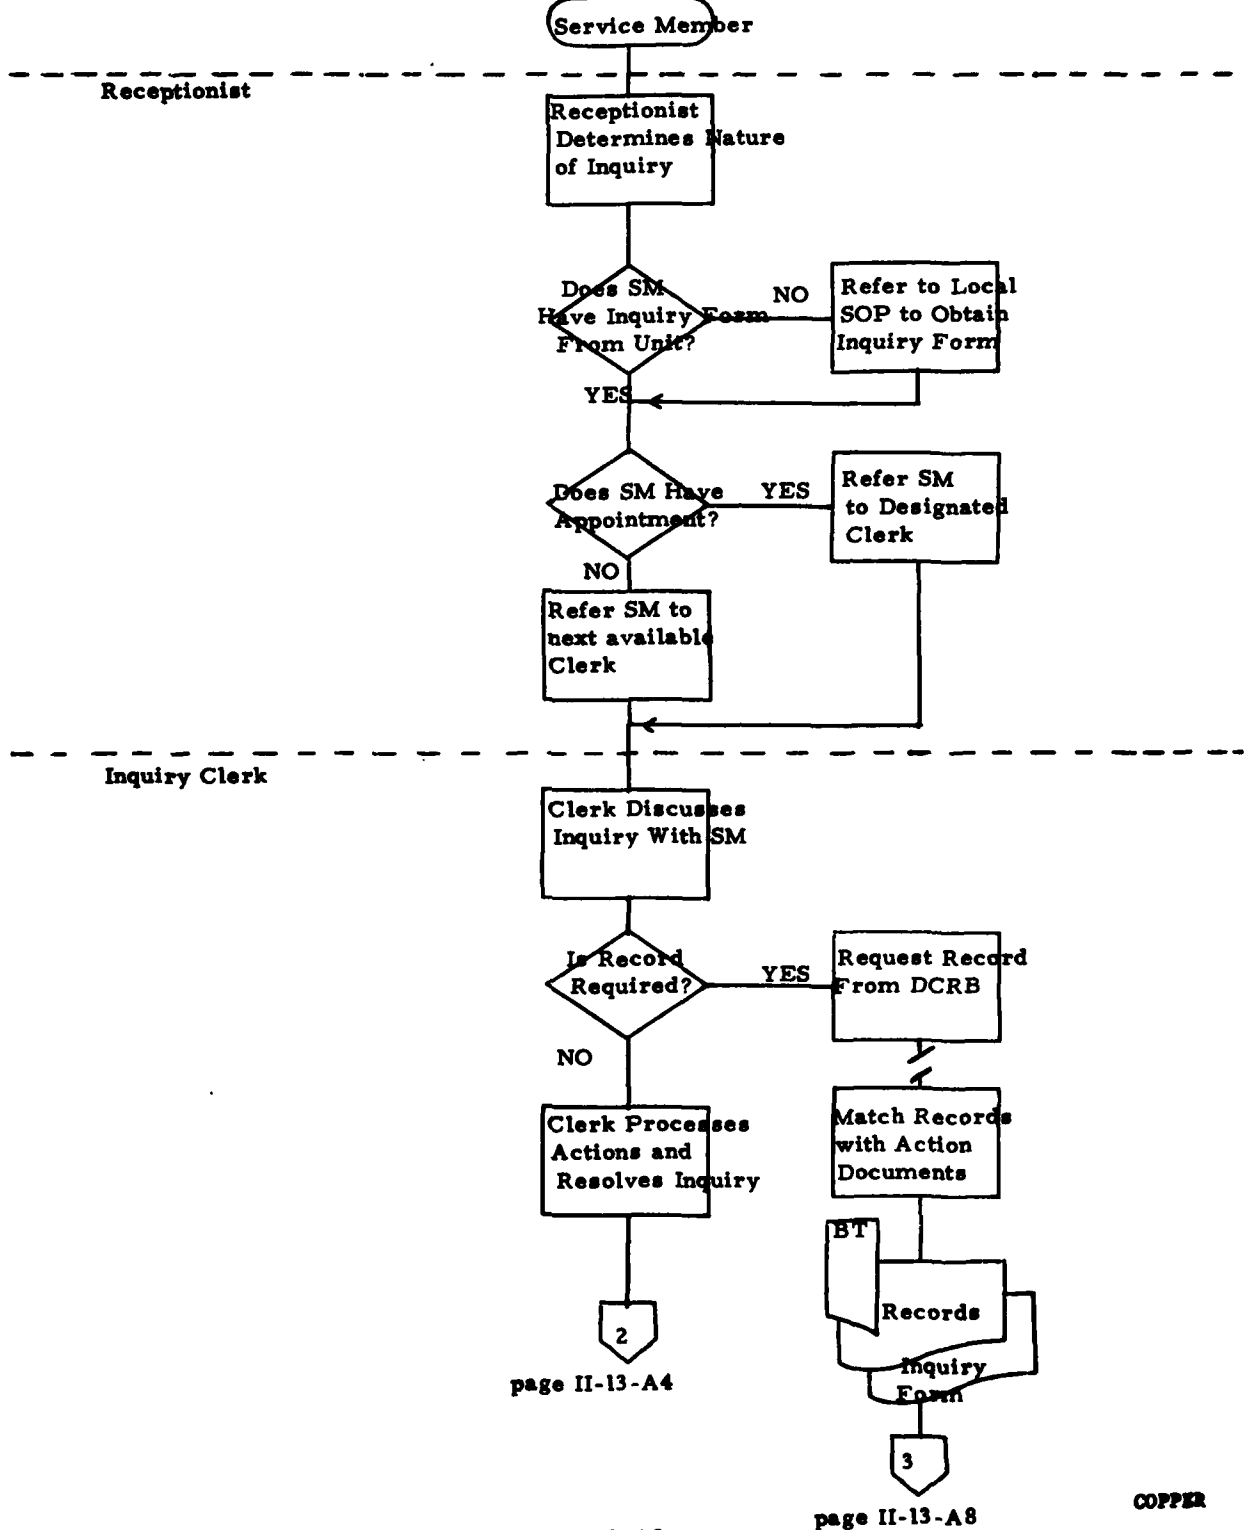 Service Member
Receptionist
Receptionist
Determines Nature
of Inquiry
Does SM
Have Inquiry Form
From Unit?
NO
Refer to Local
SOP to Obtain
Inquiry Form
YES
Does SM Have
Appointment?
YES
Refer SM
to Designated
Clerk
NO
Refer SM to
next available
Clerk
Inquiry Clerk
Clerk Discusses
Inquiry With SM
Is Record
Required?
YES
Request Record
From DCRB
NO
Clerk Processes
Actions and
Resolves Inquiry
Match Records
with Action
Documents
BT
Records
Inquiry
Form
2
page II-13-A4
3
page II-13-A8
COPPER